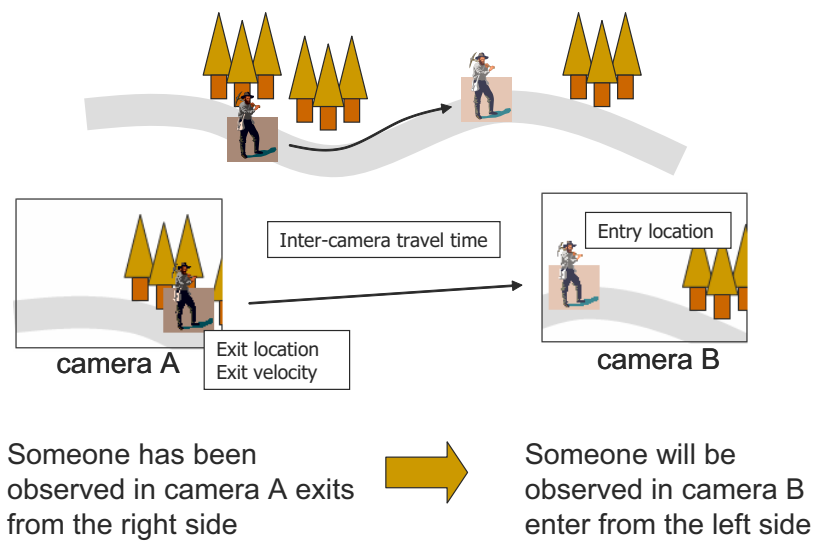 Inter-camera travel time
Entry location
camera A
Exit location
Exit velocity
camera B
Someone has been
observed in camera A exits
from the right side
Someone will be
observed in camera B
enter from the left side